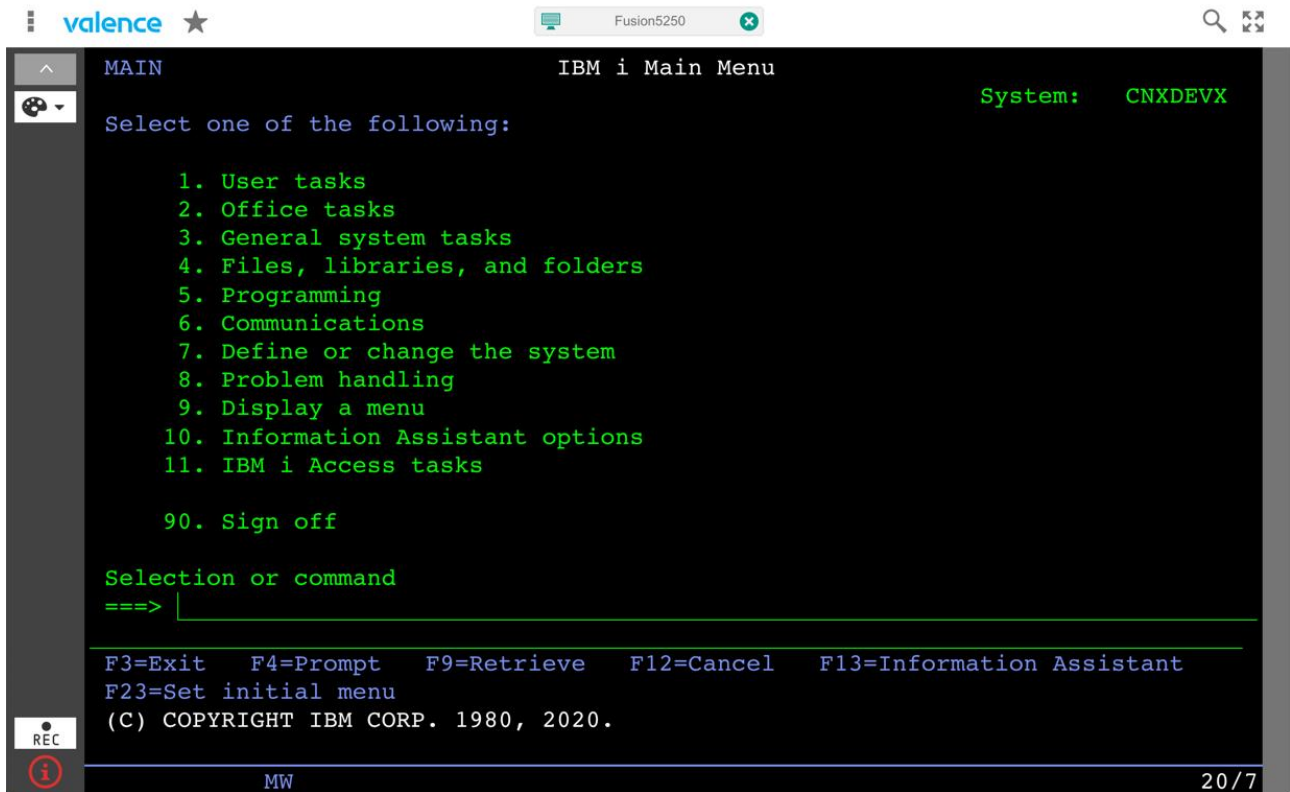 valence Fusion5250
MAIN IBM i Main Menu
System: CNXDEVX
Select one of the following:
1. User tasks
2. Office tasks
3. General system tasks
4. Files, libraries, and folders
5. Programming
6. Communications
7. Define or change the system
8. Problem handling
9. Display a menu
10. Information Assistant options
11. IBM i Access tasks
90. Sign off
Selection or command
===>
F3=Exit F4=Prompt F9=Retrieve F12=Cancel F13=Information Assistant
F23=Set initial menu
(C) COPYRIGHT IBM CORP. 1980, 2020.
REC
MW 20/7